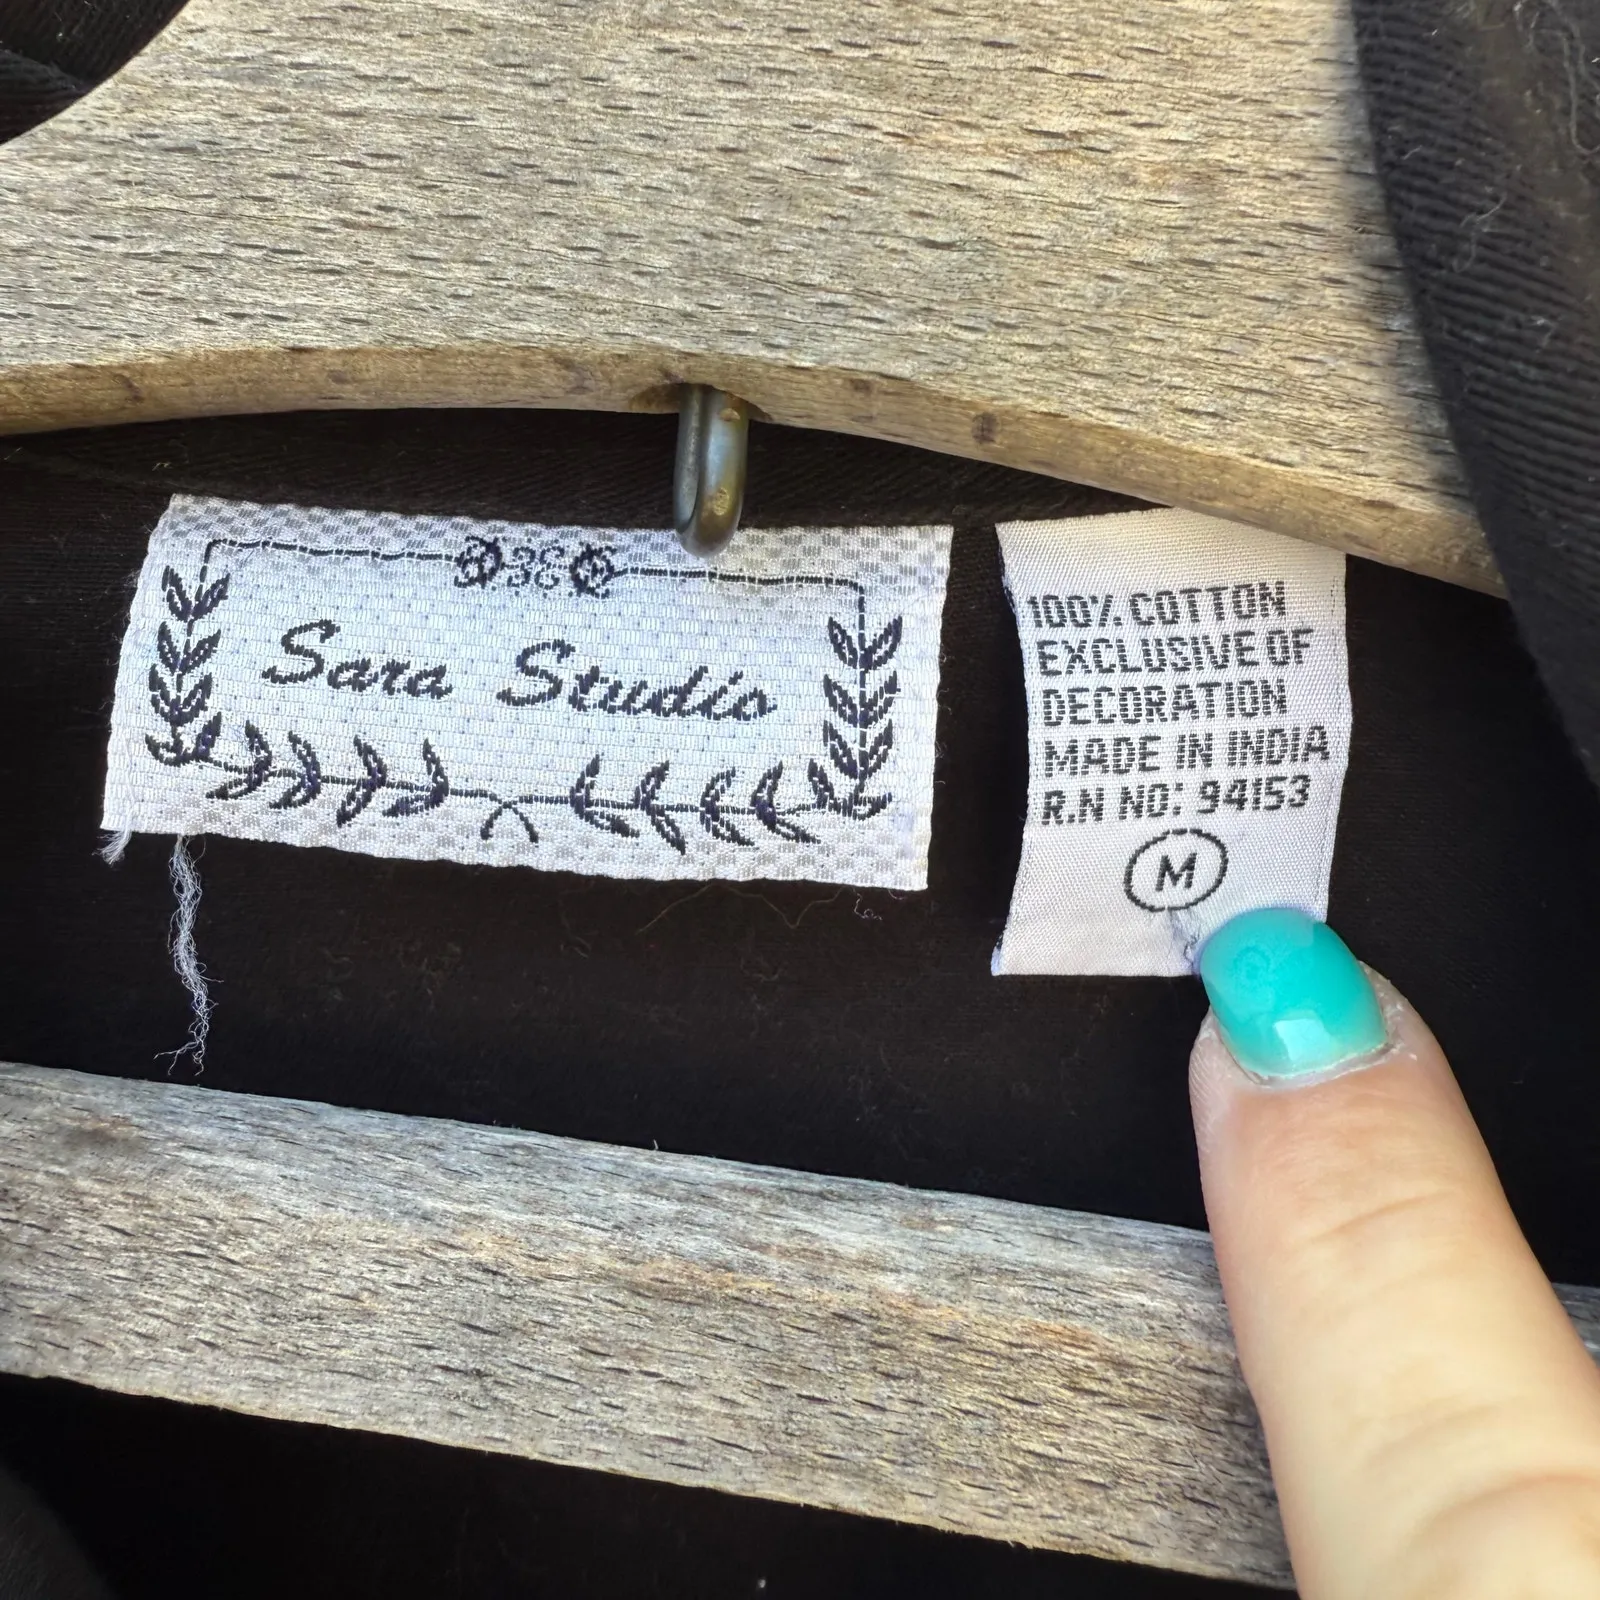 Sara Studio
100% COTTON
EXCLUSIVE OF
DECORATION
MADE IN INDIA
R.N NO: 94153
M